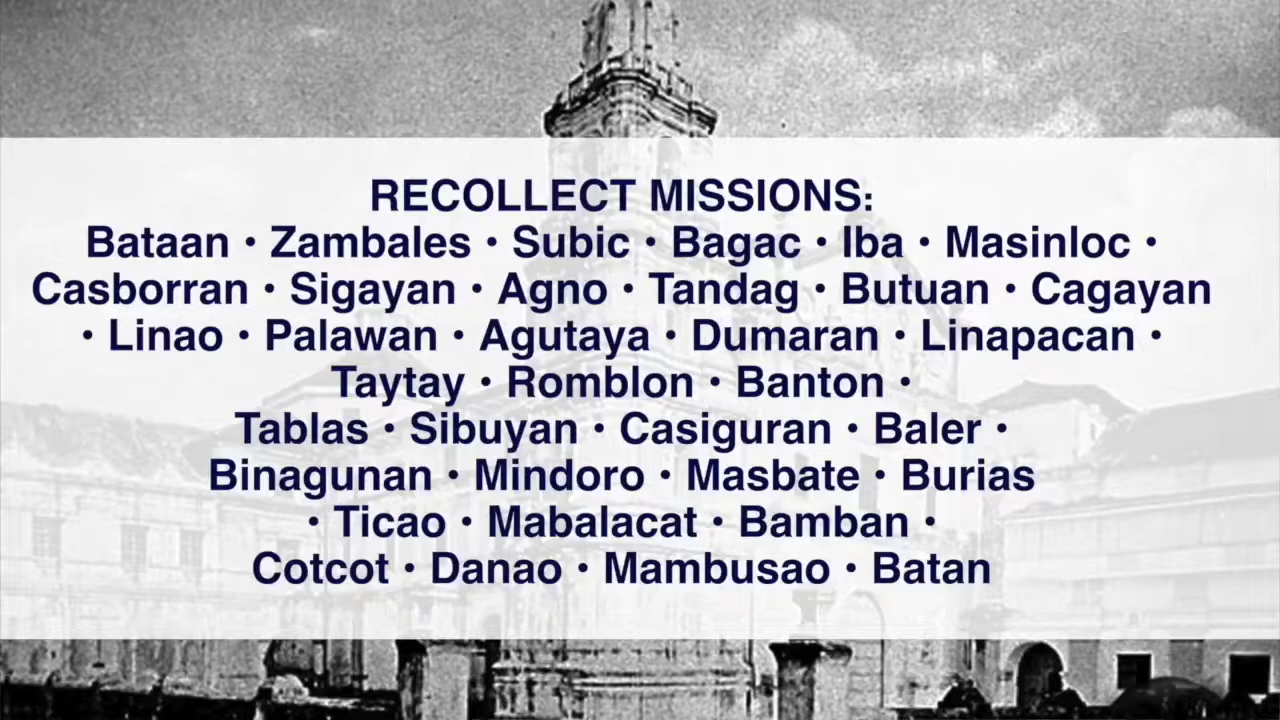 RECOLLECT MISSIONS:
Bataan • Zambales • Subic • Bagac • Iba • Masinloc •
Casborran • Sigayan • Agno • Tandag • Butuan • Cagayan
• Linao • Palawan • Agutaya • Dumaran • Linapacan •
Taytay • Romblon • Banton •
Tablas • Sibuyan • Casiguran • Baler •
Binagunan • Mindoro • Masbate • Burias
• Ticao • Mabalacat • Bamban •
Cotcot • Danao • Mambusao • Batan